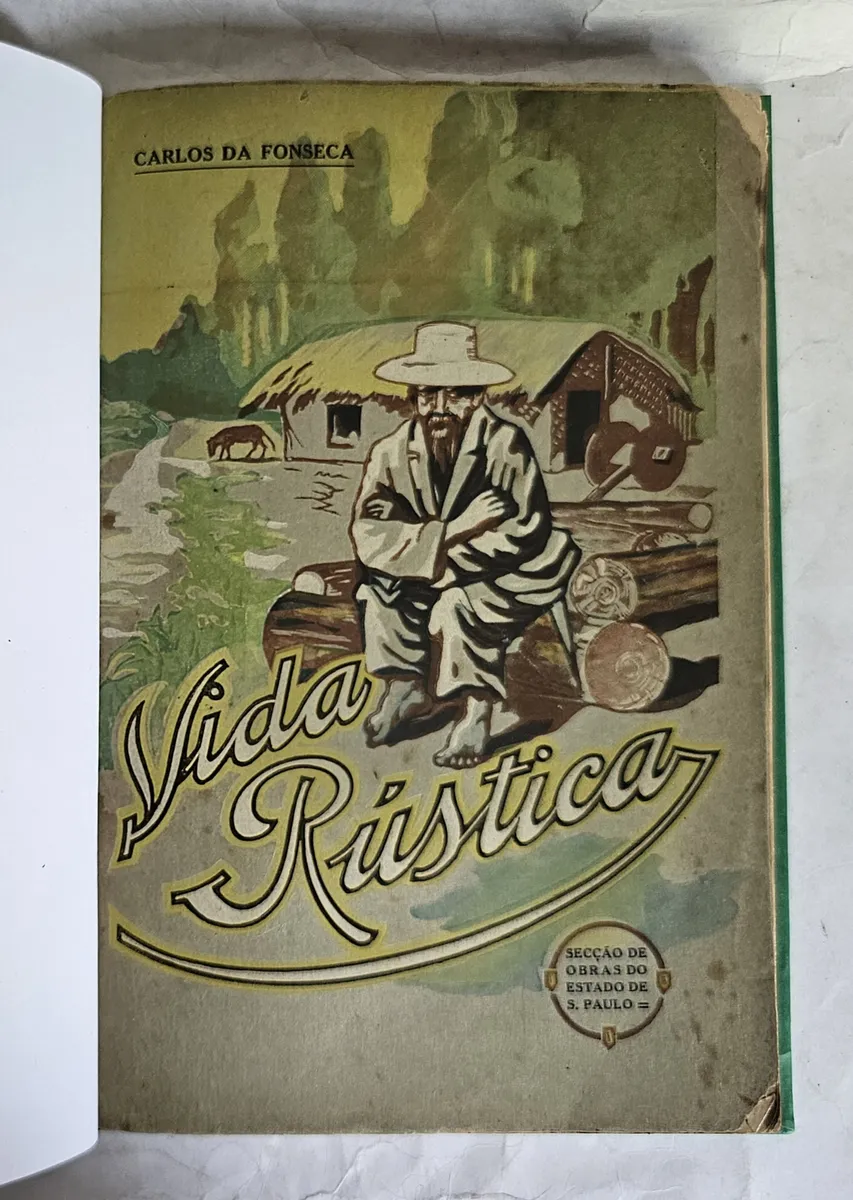 CARLOS DA FONSECA
Vida
Rústica
SECÇÃO DE
OBRAS DO
ESTADO DE
S. PAULO =